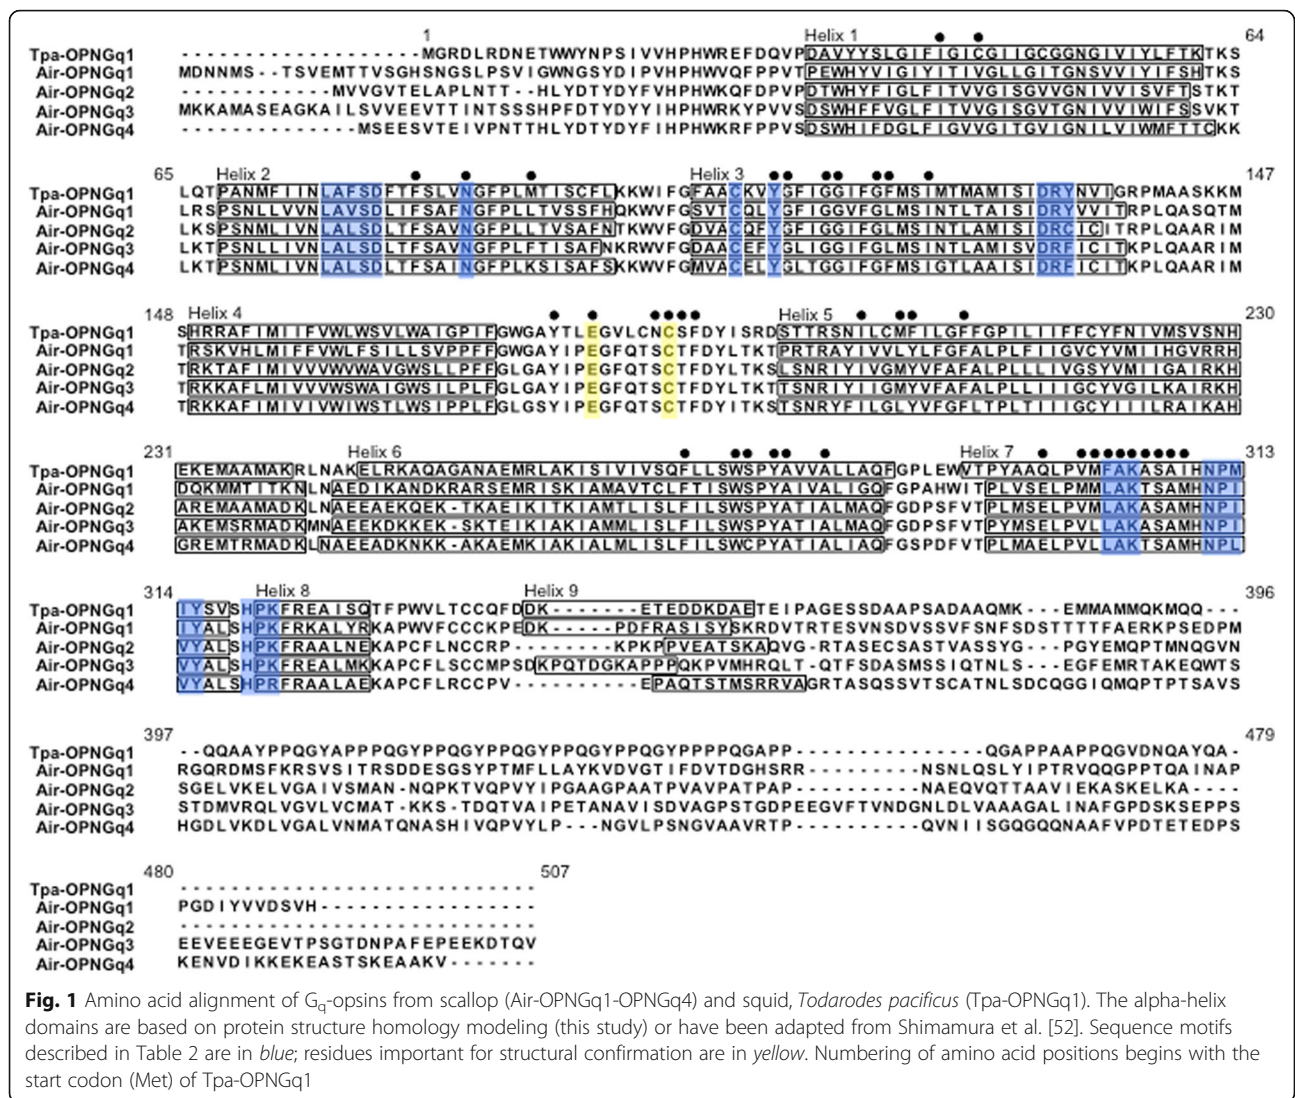 1 Helix 1 64
Tpa-OPNGq1 - - - - - - - - - - - - - - - - - - - MGRDLRDNETWWYNPSIVVHPHWREFDQVPDAVYYSLGIFIGICGIIGCGGNGIVIYLFTKTKS
Air-OPNGq1 MDNNMS--TSVEMTTVSGHSNGSLPSVIGWNGSYDIPVHPHWVQFPPVTPEWHYVIGIYITIVGLLGITGNSVVIYIFSHTKS
Air-OPNGq2 ------------MVVGVTELAPLNTT--HLYDTYDYFVHPHWKQFDPVPDTWHYFIGLFITVVGISGVVGNIVVISVFTSTKT
Air-OPNGq3 MKKAMASEAGKAILSVVEEVTTINTSSSHPFDTYDYYIHPHWRKYPVVSDSWHFFVGLFITVVGISGVIGNIVVIWIFSSVKT
Air-OPNGq4 --------------MSEESVTEIVPNTTHLYDTYDYFIHPHWKRFPPVSDSWHIFDGLFIGVVGITGVIGNILVIWMFTTCKK
65 Helix 2 Helix 3 147
Tpa-OPNGq1 LQTPANMFIINLAFSDFTFSLVNGFPLMTISCFLKKWIFGFAACKVYGFIGGIFGFMSIMTMAMISIDRYNVIGRPMAASKKM
Air-OPNGq1 LRSPSNLLVVNLAVSDLIFSAFNGFPLLTVSSFHQKWVFGSVTCQLYGFIGGVFGLMSINTLTAISIDRYVVITRPLQASQTM
Air-OPNGq2 LKSPSNMLIVNLALSDLTFSAVNGFPLLTVSAFNTKWVFGDVACQFYGFIGGIFGLMSINTLAMISIDRCICITRPLQAARIM
Air-OPNGq3 LKTPSNLLIVNLAFSDLTFSAVNGFPLFTISAFNKRWVFGDAACEFYGLIGGIFGLMSINTLAMISVDRFICITKPLQAARIM
Air-OPNGq4 LKTPSNMLIVNLALSDLTFSAINGFPLKSISAFSKKWVFGMVACELYGLTGGIFGFMSIGTLAAISIDRFICITKPLQAARIM
148 Helix 4 Helix 5 230
Tpa-OPNGq1 SHRRAFIMIIFVWLWSVLWAIGPIFGWGAYTLEGVLCNCSFDYISRDSTTRSNILCMFILGFFGPILIIFFCYFNIVMSVSNH
Air-OPNGq1 TRSKVHLMIFFVWLFSILLSVPPFFGWGAYIPEGFQTSCTFDYLTKTPRTRAYIVVLYLFGFALPLFIIGVCYVMIIHGVRRH
Air-OPNGq2 TRKTAFIMIVVVWVWAVGWSLLPFFGLGAYIPEGFQTSCTFDYLTKSLSNRIYIVGMYVFAFALPLLLIVGSYVMIIGAIRKH
Air-OPNGq3 TRKKAFLMIVVVWSWAIGWSILPLFGLGAYIPEGFQTSCTFDYLTKTTSNRIYIIGMYVFAFALPLIIIGCYVGILKAIRKH
Air-OPNGq4 TRKKAFIMIVIVWIWSTLWSIPPLFGLGSYIPEGFQTSCTFDYITKSTSNRYFILGLYVFGFLTPLTIIIGCYIIILRAIKAH
231 Helix 6 Helix 7 313
Tpa-OPNGq1 EKEMAAMAKRLNAKELRKAQAGANAEMRLAKISIVIVSQFLLSWSPYAVVALLAQFGPLEWVTPYAAQLPVMFAKASAIHNPM
Air-OPNGq1 DQKMMTITKNLNAEDIKANDKRARSEMRISKIAMAVTCLFTISWSPYAIVALIGQFGPAHWITPLVSELPMMLAKTSAMHNPI
Air-OPNGq2 AREMAAMADKLNAEEAEKQEK-TKAEIKITKIAMTLISLFILSWSPYATIALMAQFGDPSFVTPLMSELPVLLAKTSAMHNPI
Air-OPNGq3 AKEMSRMADKMNAEEKDKKEK-SKTEIKIAKIAMMLISLFILSWSPYATIALMAQFGDPSFVTPYMSELPVLLAKASAMHNPI
Air-OPNGq4 GREMTRMADKLNAEEADKNKK-AKAEMKIAKIALMLISLFILSWCPYATIALIAQFGSPDFVTPLMAELPVLLAKTSAMHNPL
314 Helix 8 Helix 9 396
Tpa-OPNGq1 IYSVSHPKFREAISQTFPWVLTCCQFDDK-------ETEDDKDAETEIPAGESSDAAPSADAAQMK---EMMAMMQKMQQ---
Air-OPNGq1 IYALSHPKFRKALYRKAPWVFCCCKPEDK-----PDFRASISYSKRDVTRTESVNSDVSSVFSNFSDSTTTTFAERKPSEDPM
Air-OPNGq2 VYALSHPKFRAALNEKAPCFLNCCRP---------KPKPPVEATSKAQVG-RTASECSASTVASSYG---PGYEMQPTMNQGVN
Air-OPNGq3 VYALSHPKFREALMKKAPCFLSCCMPSDKPQTDGKAPPPQKPVMHRQLT-QTFSDASMSSIQTNLS---EGFEMRTAKEQWTS
Air-OPNGq4 VYALSHPRFRAALAEKAPCFLRCCPV----------EPAQTSTMSRRVAGRTASQSSVTSCATNLSDCQGGIQMQPTPTSAVS
397 479
Tpa-OPNGq1 --QQAAYPPQGYAPPPQGYPPQGYPPQGYPPQGYPPQGYPPPPQGAPP---------------QGAPPAAPPQGVDNQAYQA-
Air-OPNGq1 RGQRDMSFKRSVSITRSDDESGSYPTMFLLAYKVDVGTIFDVTDGHSRR---------NSNLQSLYIPTRVQQGPPTQAINAP
Air-OPNGq2 SGELVKELVGAIVSMAN-NQPKTVQPVYIPGAAGPAATPVAVPATPAP----------NAEQVQTTAAVIEKASKELKA----
Air-OPNGq3 STDMVRQLVGVLVCMAT-KKS-TDQTVAIPETANAVISDVAGPSTGDPEEGVFTVNDGNLDLVAAAGALINAFGPDSKSEPPS
Air-OPNGq4 HGDLVKDLVGALVNMATQNASHIVQPVYLP---NGVLPSNGVAAVRTP----------QVNIISGQGQQNAAFVPDTETEDPS
480 507
Tpa-OPNGq1 ----------------------------
Air-OPNGq1 PGDIYVVDSVH-----------------
Air-OPNGq2 ----------------------------
Air-OPNGq3 EEVEEEGEVTPSGTDNPAFEPEEKDTQV
Air-OPNGq4 KENVDIKKEKEASTSKEAAKV-------
Fig. 1 Amino acid alignment of Gq-opsins from scallop (Air-OPNGq1-OPNGq4) and squid, Todarodes pacificus (Tpa-OPNGq1). The alpha-helix
domains are based on protein structure homology modeling (this study) or have been adapted from Shimamura et al. [52]. Sequence motifs
described in Table 2 are in blue; residues important for structural confirmation are in yellow. Numbering of amino acid positions begins with the
start codon (Met) of Tpa-OPNGq1